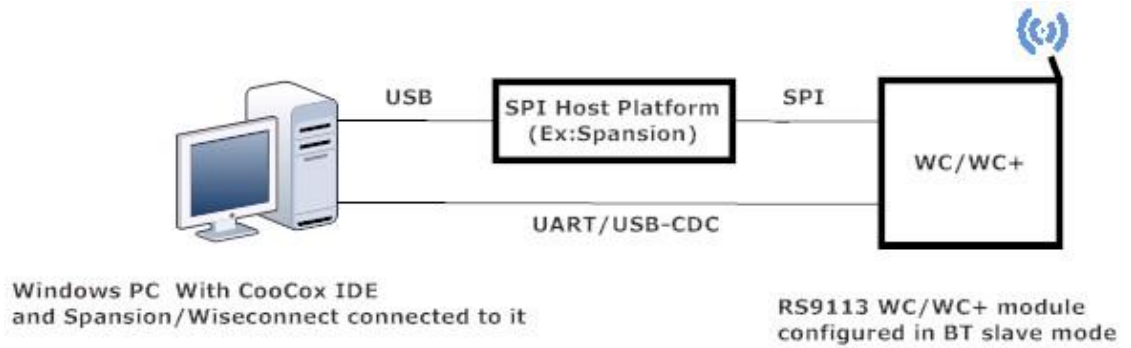 USB
SPI Host Platform
(Ex:Spansion)
SPI
WC/WC+
UART/USB-CDC
Windows PC With CooCox IDE
and Spansion/Wiseconnect connected to it
RS9113 WC/WC+ module
configured in BT slave mode